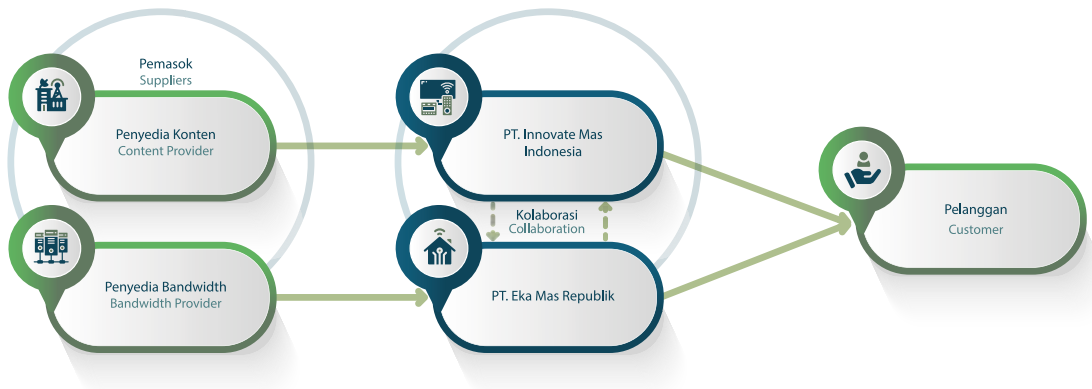 Pemasok
Suppliers
Penyedia Konten
Content Provider
PT. Innovate Mas
Indonesia
Kolaborasi
Collaboration
Pelanggan
Customer
Penyedia Bandwidth
Bandwidth Provider
PT. Eka Mas Republik